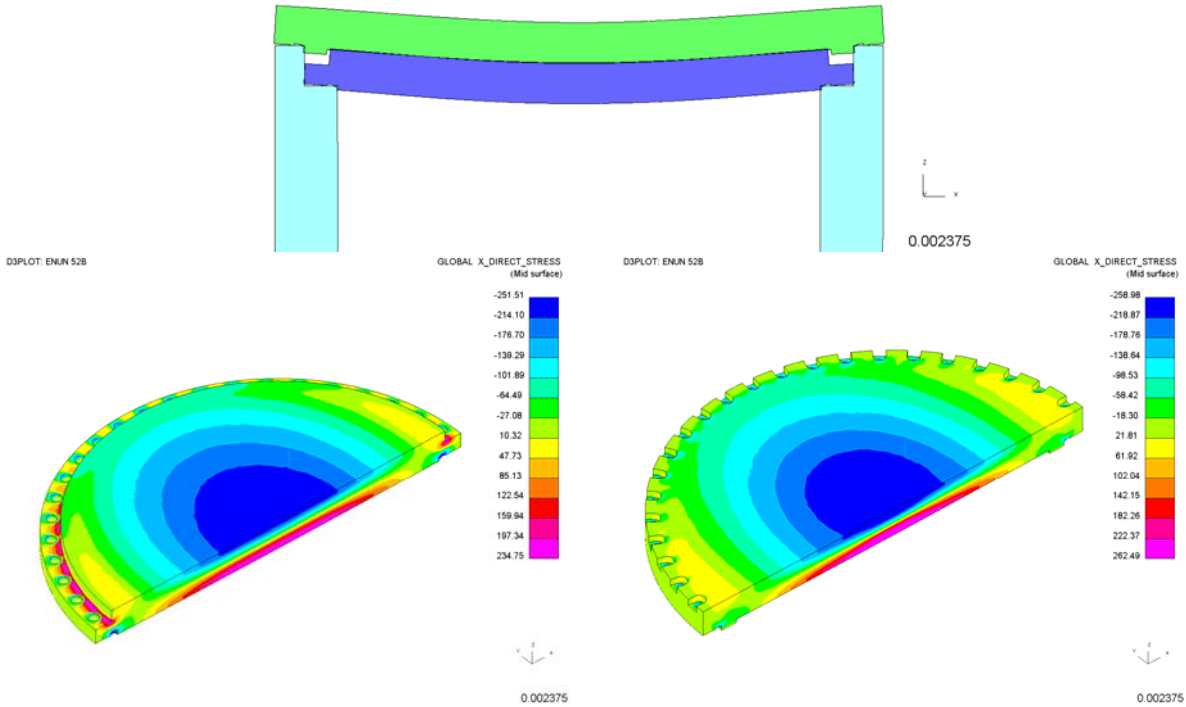 Z
X
0.002375
D3PLOT: ENUN 52B
GLOBAL X_DIRECT_STRESS
(Mid surface)
-251.51
-214.10
-176.70
-139.29
-101.89
-64.49
-27.08
10.32
47.73
85.13
122.54
159.94
197.34
234.75
Z
Y
X
0.002375
D3PLOT: ENUN 52B
GLOBAL X_DIRECT_STRESS
(Mid surface)
-258.98
-218.87
-178.76
-138.64
-98.53
-58.42
-18.30
21.81
61.92
102.04
142.15
182.26
222.37
262.49
Z
Y
X
0.002375